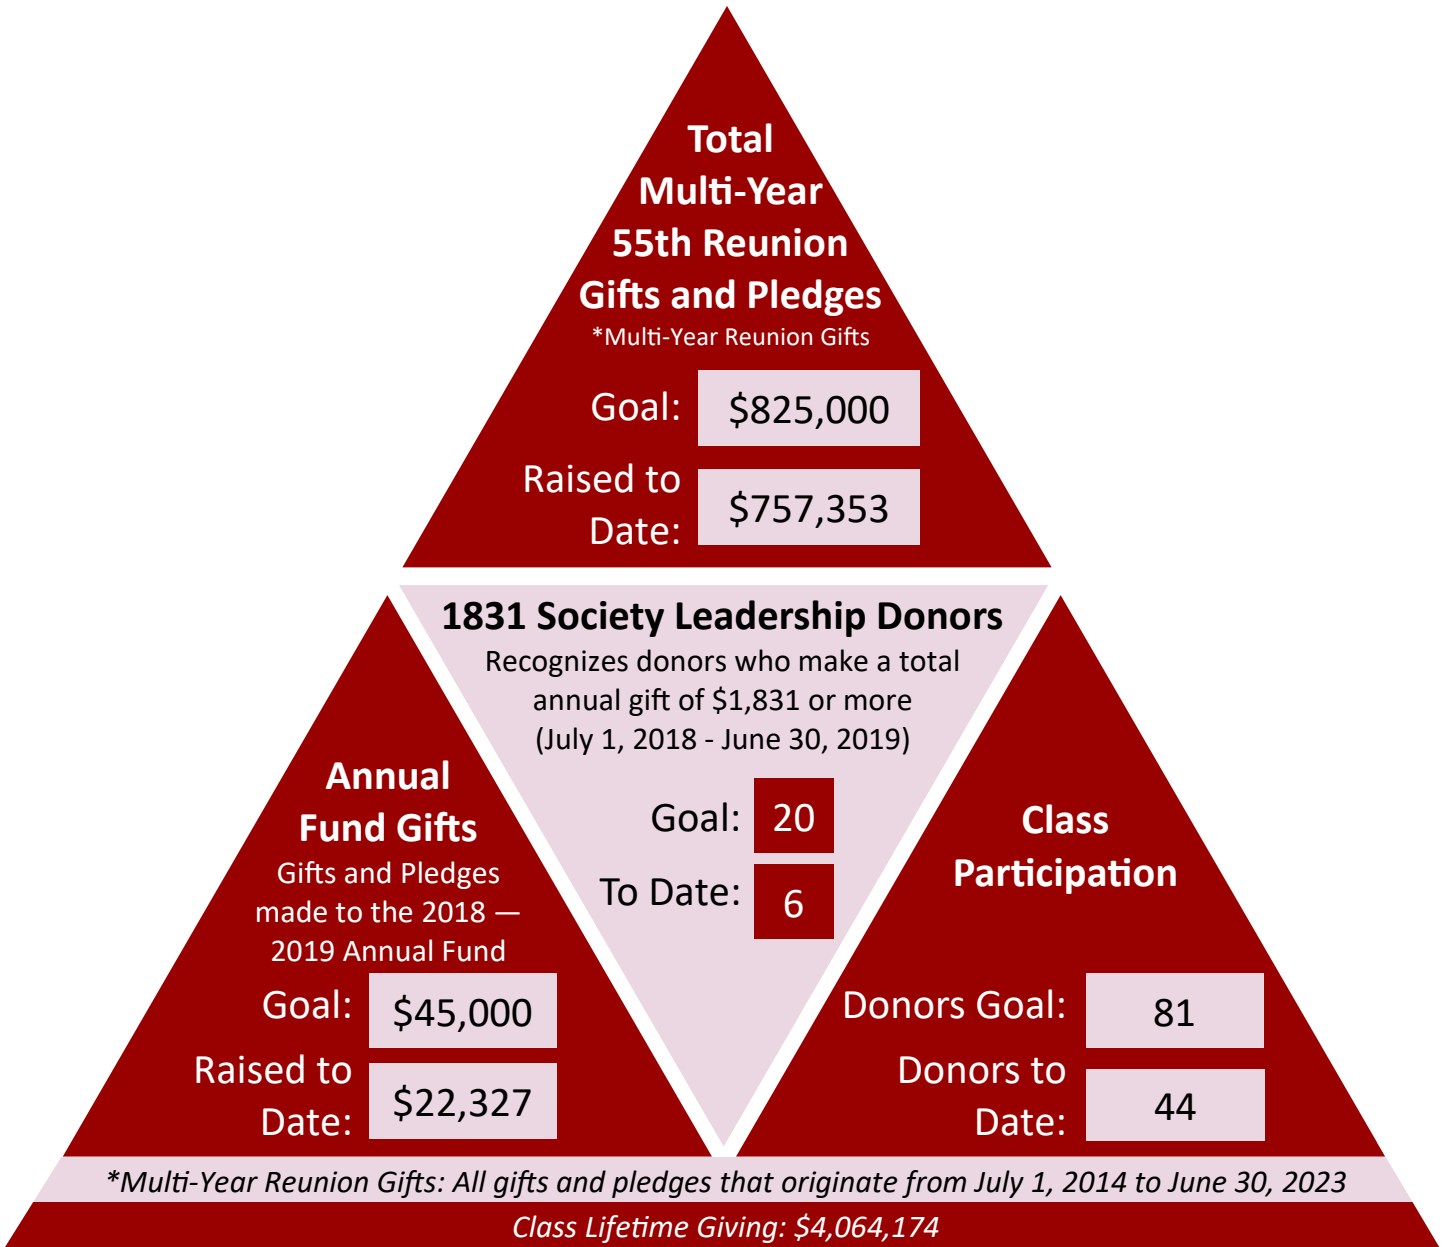 Total
Multi-Year
55th Reunion
Gifts and Pledges
*Multi-Year Reunion Gifts
Goal: $825,000
Raised to
Date: $757,353
1831 Society Leadership Donors
Recognizes donors who make a total
annual gift of $1,831 or more
(July 1, 2018 - June 30, 2019)
Goal: 20
To Date: 6
Annual
Fund Gifts
Gifts and Pledges
made to the 2018 —
2019 Annual Fund
Goal: $45,000
Raised to
Date: $22,327
Class
Participation
Donors Goal: 81
Donors to
Date: 44
*Multi-Year Reunion Gifts: All gifts and pledges that originate from July 1, 2014 to June 30, 2023
Class Lifetime Giving: $4,064,174